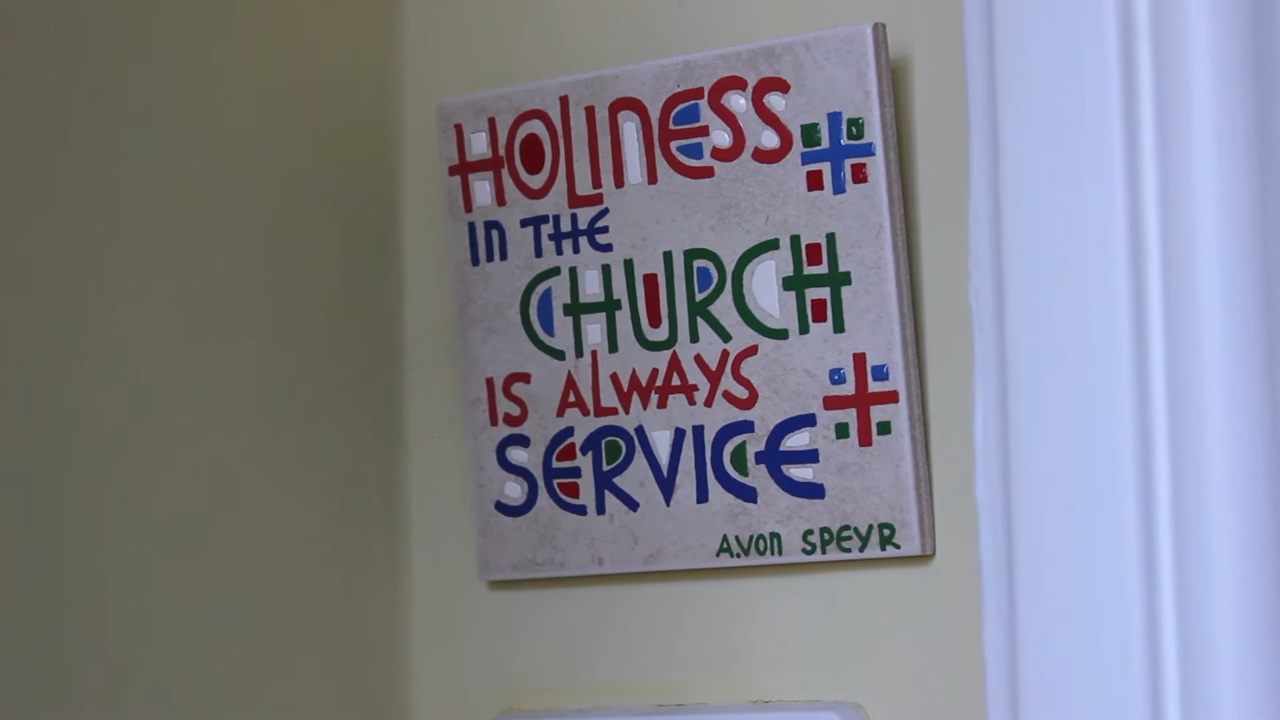 HOLINESS
IN THE
CHURCH
IS ALWAYS
SERVICE
A.VON SPEYR